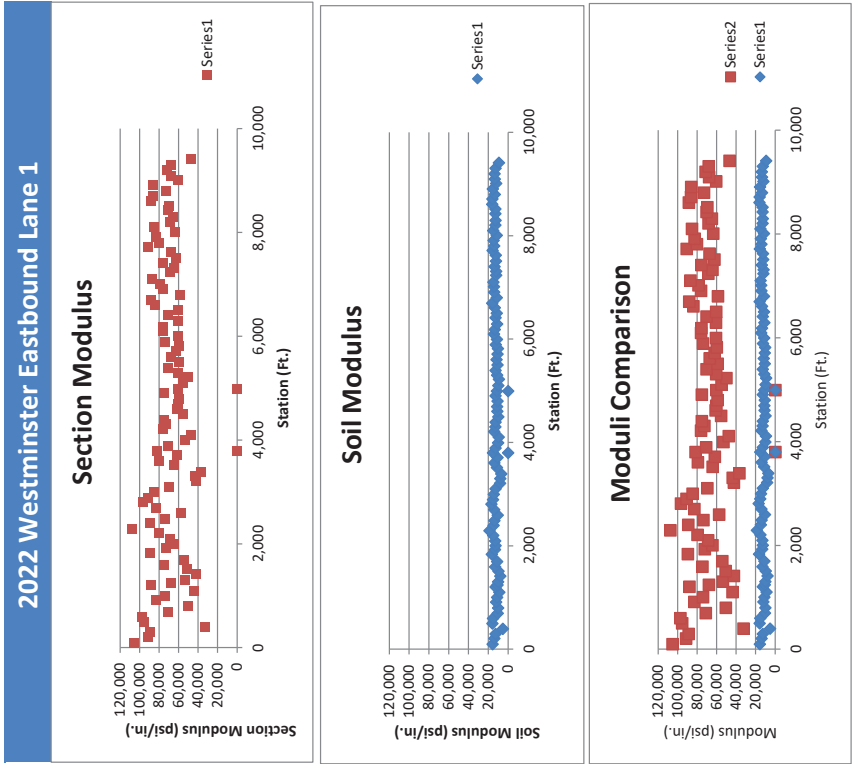 2022 Westminster Eastbound Lane 1
Section Modulus
Section Modulus (psi/in.)
120,000
100,000
80,000
60,000
40,000
20,000
0
0
2,000
4,000
6,000
8,000
10,000
Station (Ft.)
Series1
Soil Modulus
Soil Modulus (psi/in.)
120,000
100,000
80,000
60,000
40,000
20,000
0
0
2,000
4,000
6,000
8,000
10,000
Station (Ft.)
Series1
Moduli Comparison
Modulus (psi/in.)
120,000
100,000
80,000
60,000
40,000
20,000
0
0
2,000
4,000
6,000
8,000
10,000
Station (Ft.)
Series2
Series1